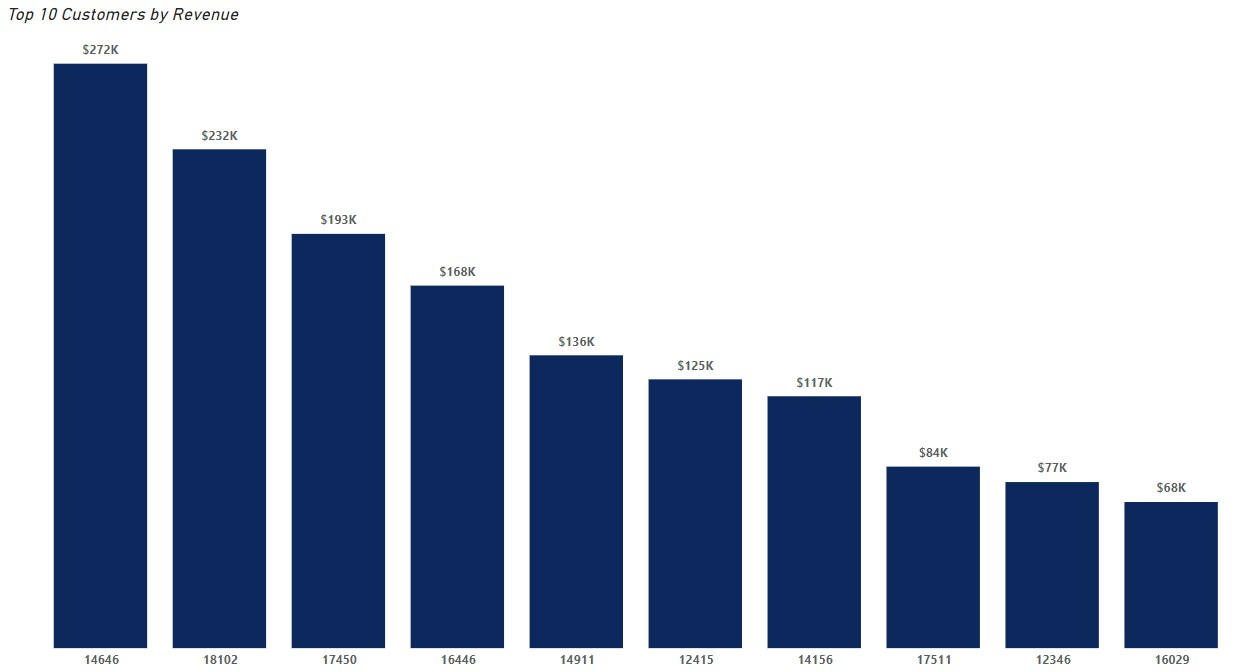 Top 10 Customers by Revenue
$272K
$232K
$193K
$168K
$136K
$125K
$117K
$84K
$77K
$68K
14646 18102 17450 16446 14911 12415 14156 17511 12346 16029